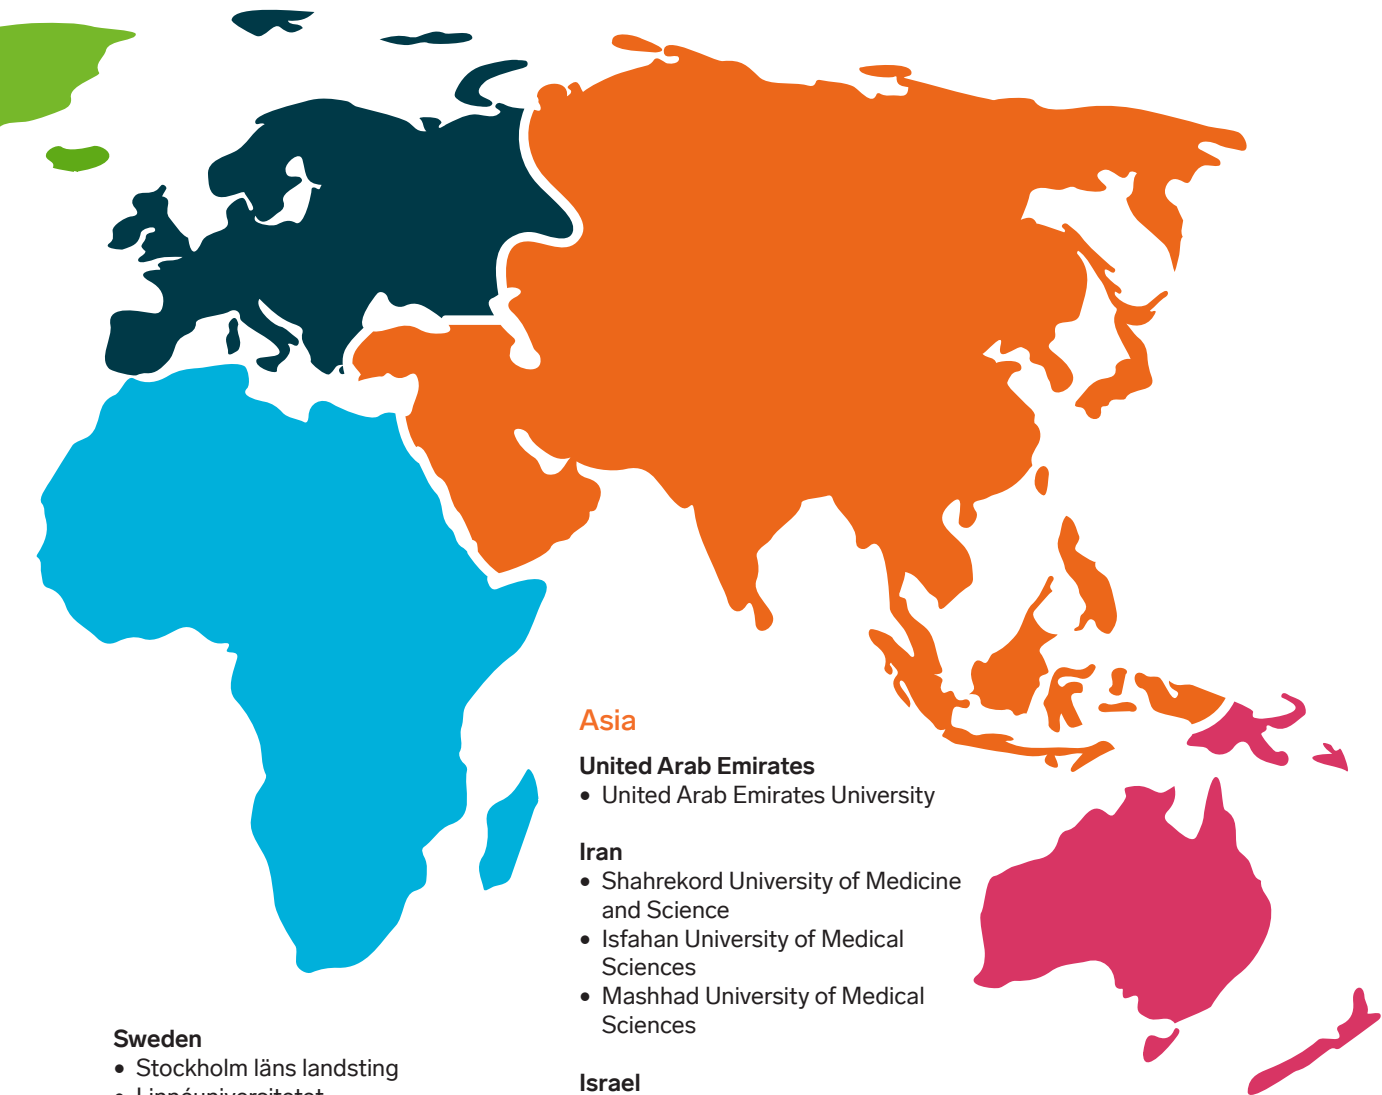 Asia
United Arab Emirates
• United Arab Emirates University
Iran
• Shahrekord University of Medicine
and Science
• Isfahan University of Medical
Sciences
• Mashhad University of Medical
Sciences
Israel
Sweden
• Stockholm läns landsting